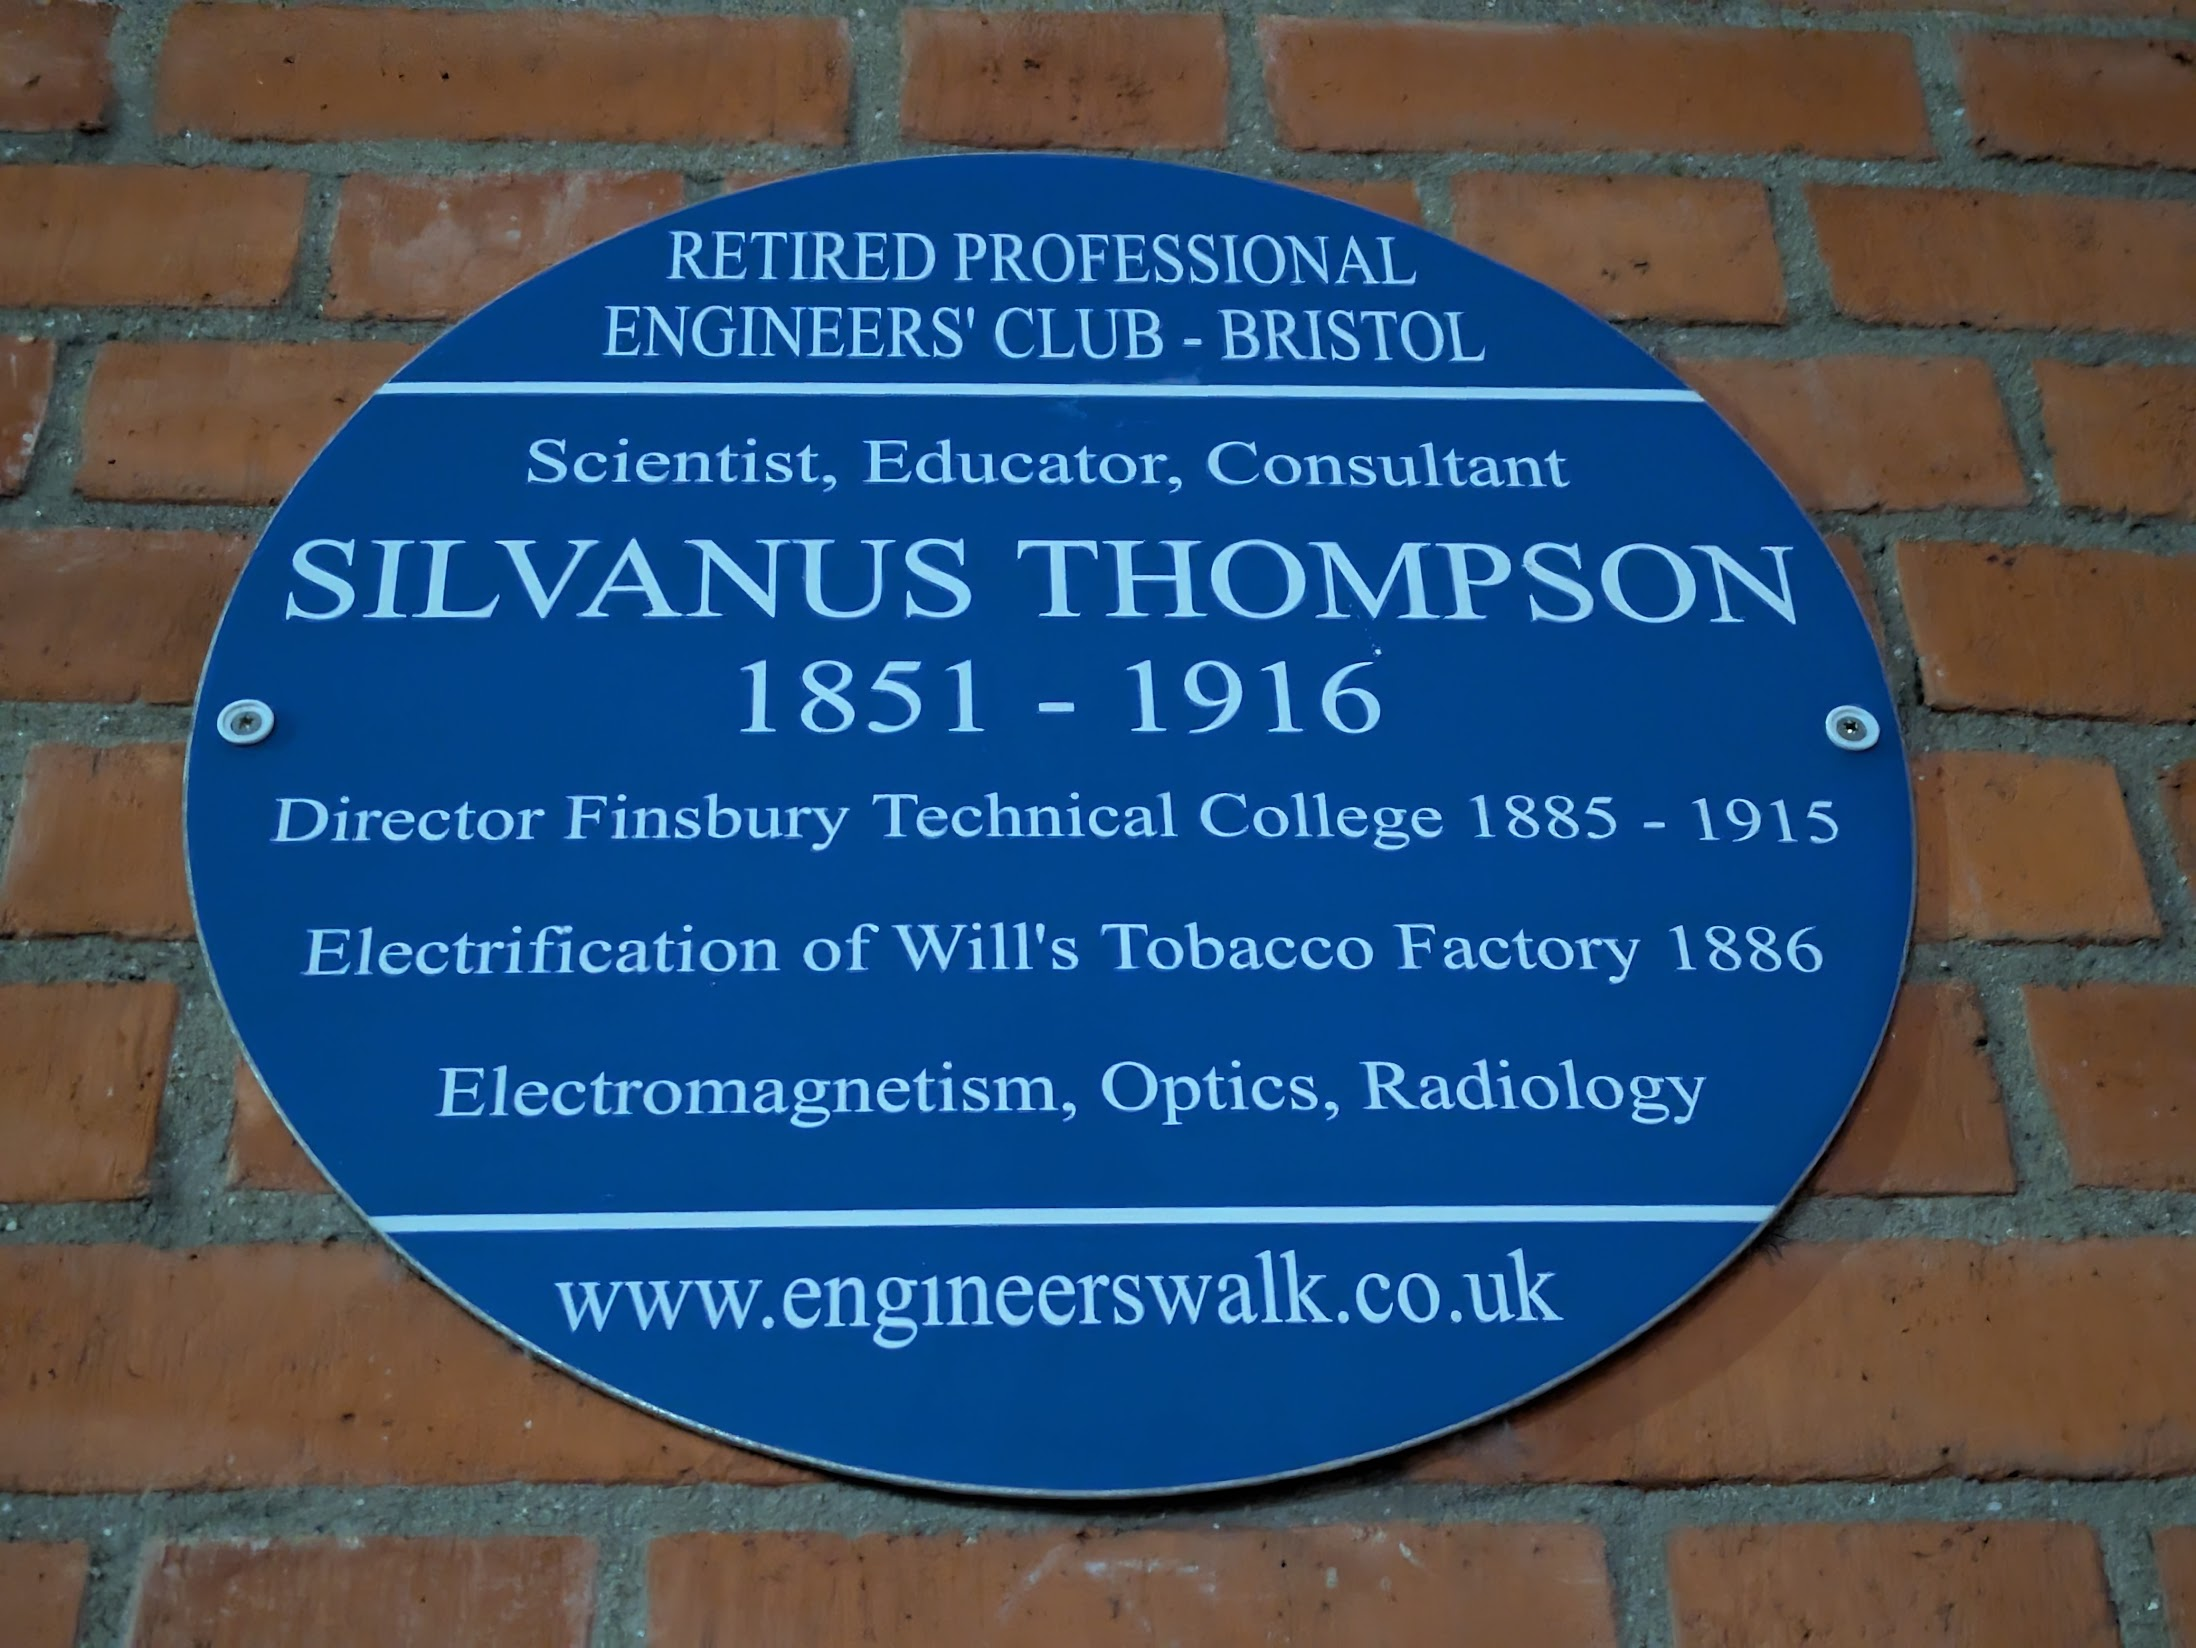 RETIRED PROFESSIONAL
ENGINEERS' CLUB - BRISTOL
Scientist, Educator, Consultant
SILVANUS THOMPSON
1851 - 1916
Director Finsbury Technical College 1885 - 1915
Electrification of Will's Tobacco Factory 1886
Electromagnetism, Optics, Radiology
www.engineerswalk.co.uk